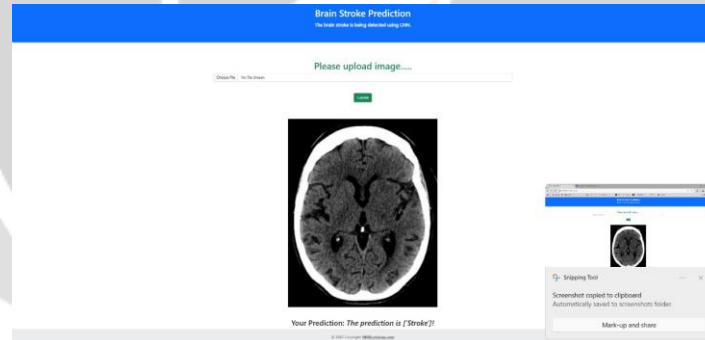 Brain Stroke Prediction
The brain stroke is being detected using CNN.
Please upload image.....
Choose File No file chosen
Your Prediction: The prediction is ['Stroke']!
Snipping Tool
Screenshot copied to clipboard
Automatically saved to screenshots folder
Mark-up and share